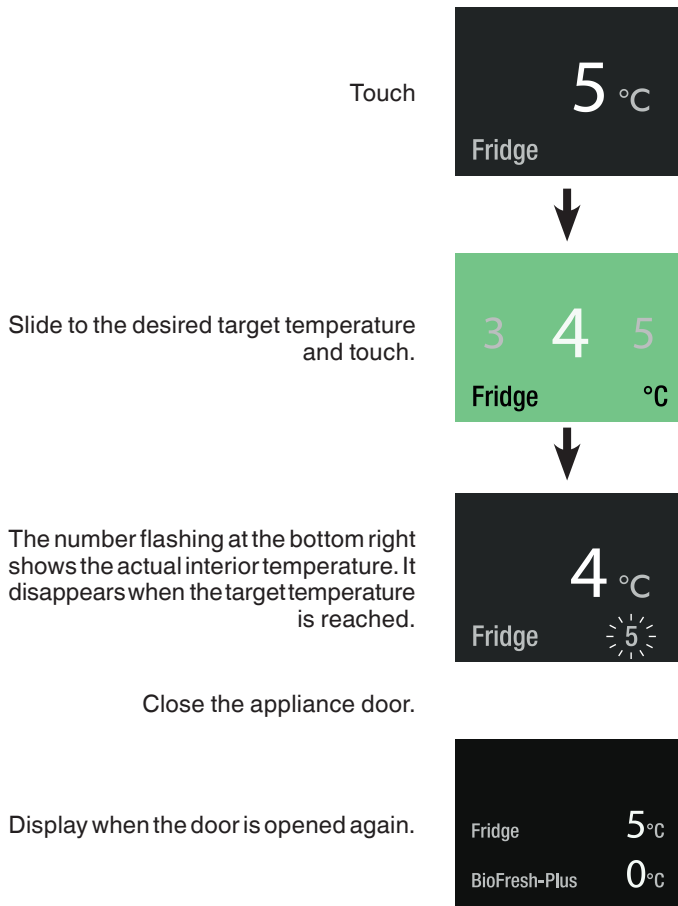 Touch
5 °C
Fridge
Slide to the desired target temperature
and touch.
3 4 5
Fridge °C
The number flashing at the bottom right
shows the actual interior temperature. It
disappears when the target temperature
is reached.
4 °C
Fridge 5
Close the appliance door.
Display when the door is opened again.
Fridge 5°C
BioFresh-Plus 0°C